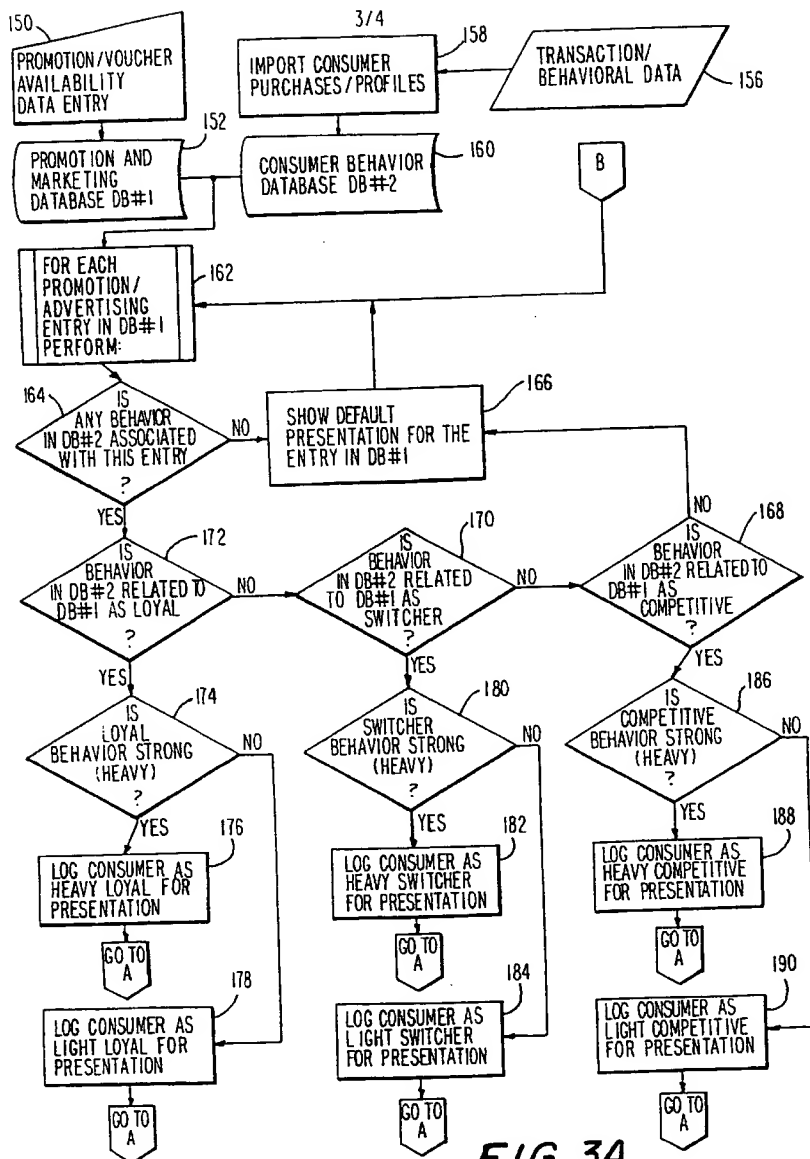 3/4
150
PROMOTION/VOUCHER
AVAILABILITY
DATA ENTRY
158
IMPORT CONSUMER
PURCHASES/PROFILES
TRANSACTION/
BEHAVIORAL DATA
156
152
PROMOTION AND
MARKETING
DATABASE DB#1
160
CONSUMER BEHAVIOR
DATABASE DB#2
B
FOR EACH
PROMOTION/
ADVERTISING
ENTRY IN DB#1
PERFORM:
162
164
IS
ANY BEHAVIOR
IN DB#2 ASSOCIATED
WITH THIS ENTRY
?
NO
YES
166
SHOW DEFAULT
PRESENTATION FOR THE
ENTRY IN DB#1
172
IS
BEHAVIOR
IN DB#2 RELATED TO
DB#1 AS LOYAL
?
NO
YES
170
IS
BEHAVIOR
IN DB#2 RELATED
TO DB#1 AS
SWITCHER
?
NO
YES
NO
168
IS
BEHAVIOR
IN DB#2 RELATED TO
DB#1 AS
COMPETITIVE
?
YES
174
IS
LOYAL
BEHAVIOR STRONG
(HEAVY)
?
NO
YES
180
IS
SWITCHER
BEHAVIOR STRONG
(HEAVY)
?
NO
YES
186
IS
COMPETITIVE
BEHAVIOR STRONG
(HEAVY)
?
NO
YES
176
LOG CONSUMER AS
HEAVY LOYAL FOR
PRESENTATION
182
LOG CONSUMER AS
HEAVY SWITCHER
FOR PRESENTATION
188
LOG CONSUMER AS
HEAVY COMPETITIVE
FOR PRESENTATION
GO TO
A
GO TO
A
GO TO
A
178
LOG CONSUMER AS
LIGHT LOYAL FOR
PRESENTATION
184
LOG CONSUMER AS
LIGHT SWITCHER
FOR PRESENTATION
190
LOG CONSUMER AS
LIGHT COMPETITIVE
FOR PRESENTATION
GO TO
A
GO TO
A
GO TO
A
FIG. 3A